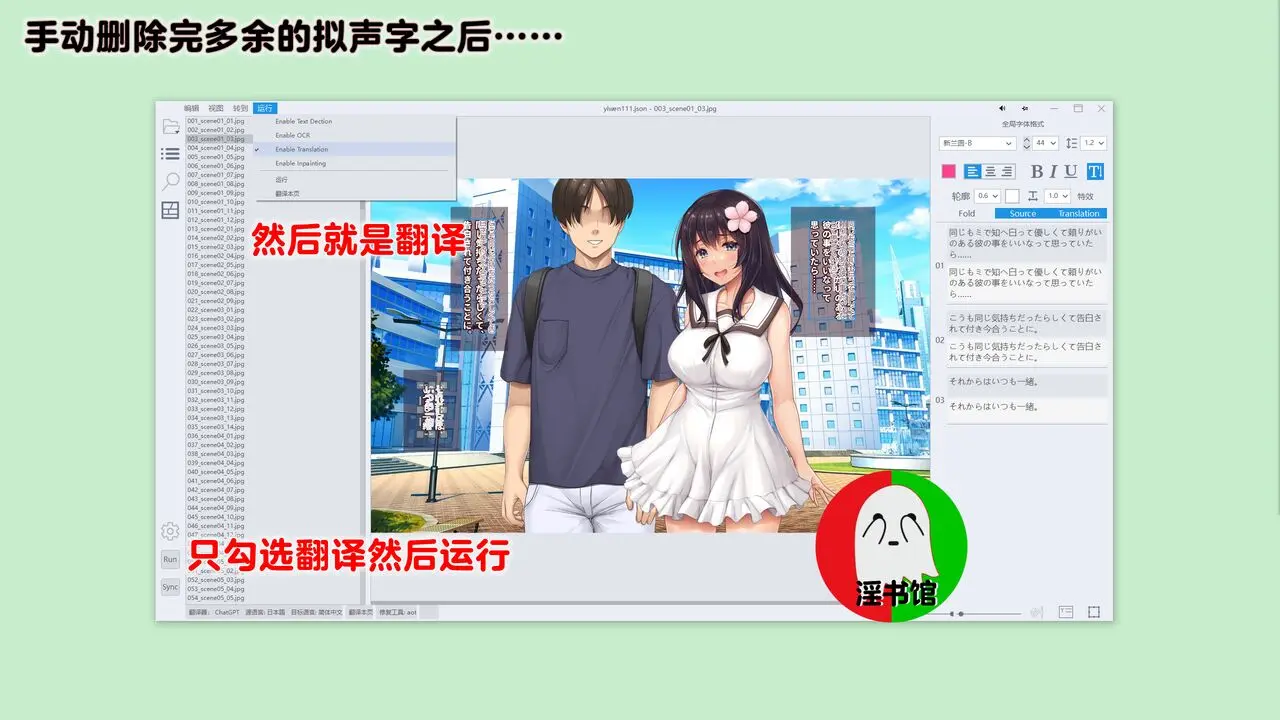 手动删除完多余的拟声字之后……
编辑 视图 转到 运行
yiwen111.json - 003_scene01_03.jpg
001_scene01_01.jpg
002_scene01_02.jpg
003_scene01_03.jpg
004_scene01_04.jpg
005_scene01_05.jpg
006_scene01_06.jpg
007_scene01_07.jpg
008_scene01_08.jpg
009_scene01_09.jpg
010_scene01_10.jpg
011_scene01_11.jpg
012_scene01_12.jpg
013_scene02_01.jpg
014_scene02_02.jpg
015_scene02_03.jpg
016_scene02_04.jpg
017_scene02_05.jpg
018_scene02_06.jpg
019_scene02_07.jpg
020_scene02_08.jpg
021_scene02_09.jpg
022_scene03_01.jpg
023_scene03_02.jpg
024_scene03_03.jpg
025_scene03_04.jpg
026_scene03_05.jpg
027_scene03_06.jpg
028_scene03_07.jpg
029_scene03_08.jpg
030_scene03_09.jpg
031_scene03_10.jpg
032_scene03_11.jpg
033_scene03_12.jpg
034_scene03_13.jpg
035_scene03_14.jpg
036_scene04_01.jpg
037_scene04_02.jpg
038_scene04_03.jpg
039_scene04_04.jpg
040_scene04_05.jpg
041_scene04_06.jpg
042_scene04_07.jpg
043_scene04_08.jpg
044_scene04_09.jpg
045_scene04_10.jpg
046_scene04_11.jpg
052_scene05_03.jpg
053_scene05_04.jpg
054_scene05_05.jpg
Enable Text Dection
Enable OCR
Enable Translation
Enable Inpainting
运行
翻译本页
然后就是翻译
只勾选翻译然后运行
Run
Sync
翻译器: ChatGPT 源语言: 日本語 目标语言: 简体中文 翻译本页 修复工具: aot
全局字体格式
新兰圆-B 44 1.2
B I U T
轮廓 0.6 1.0 特效
Fold Source Translation
01
同じもミで知へ曰って優しくて頼りがい
のある彼の事をいいなって思っていた
ら……
同じもミで知へ曰って優しくて頼りがい
のある彼の事をいいなって思っていた
ら……
02
こうも同じ気持ちだったらしくて告白さ
れて付き今合うことに。
こうも同じ気持ちだったらしくて告白さ
れて付き今合うことに。
03
それからはいつも一緒。
それからはいつも一緒。
淫书馆